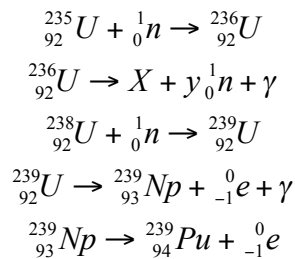 ²³⁵₉₂U + ¹₀n → ²³⁶₉₂U
²³⁶₉₂U → X + y ¹₀n + γ
²³⁸₉₂U + ¹₀n → ²³⁹₉₂U
²³⁹₉₂U → ²³⁹₉₃Np + ⁰₋₁e + γ
²³⁹₉₃Np → ²³⁹₉₄Pu + ⁰₋₁e